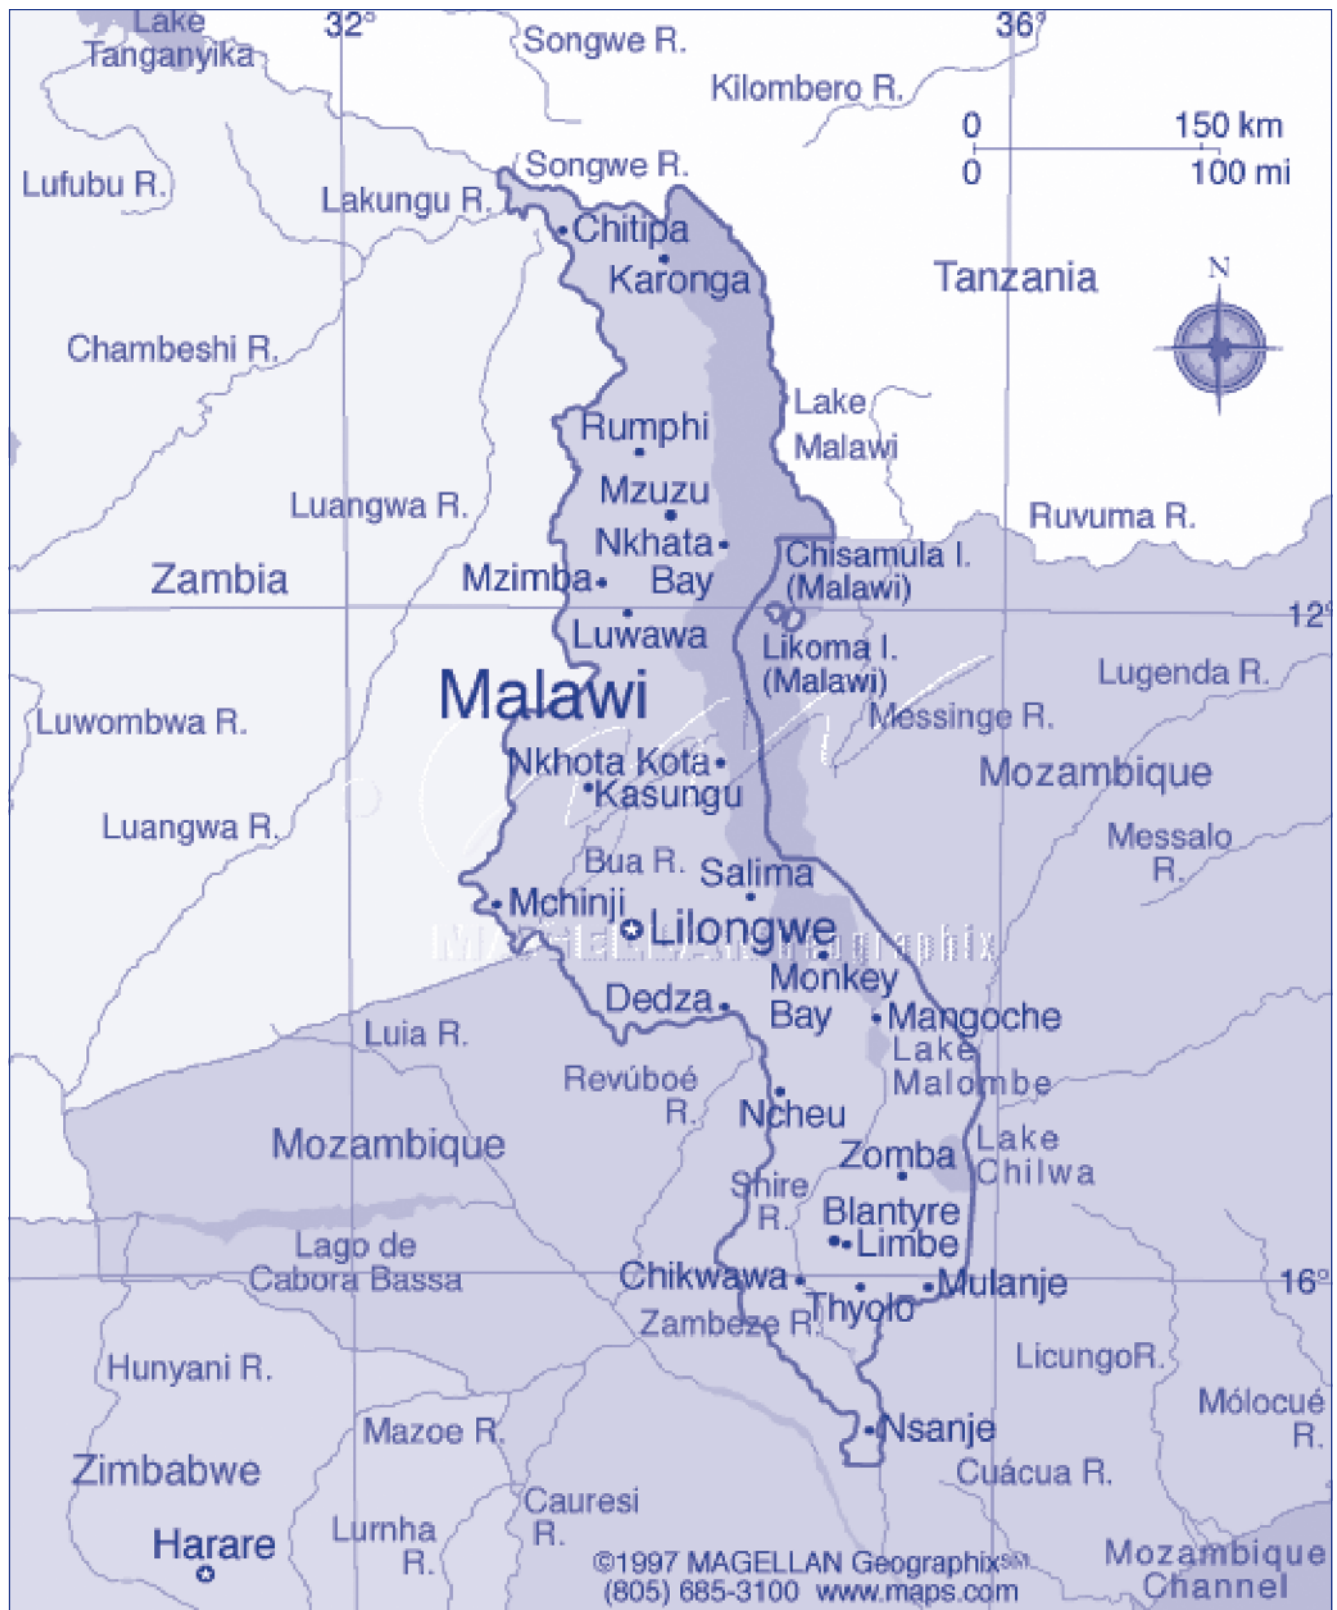 Lake
Tanganyika
32°
Songwe R.
36°
Kilombero R.
0 150 km
0 100 mi
Lufubu R.
Songwe R.
Lakungu R.
Chitipa
Karonga
Tanzania
N
Chambeshi R.
Lake
Malawi
Rumphi
Mzuzu
Luangwa R.
Ruvuma R.
Nkhata
Bay
Chisamula I.
(Malawi)
Zambia
Mzimba
12°
Luwawa
Likoma I.
(Malawi)
Malawi
Lugenda R.
Luwombwa R.
Messinge R.
Nkhota Kota
Mozambique
Kasungu
Luangwa R.
Messalo
R.
Bua R.
Salima
Mchinji
Lilongwe
Monkey
Bay
Dedza
Mangoche
Luia R.
Lake
Malombe
Revúboé
R.
Ncheu
Mozambique
Lake
Chilwa
Zomba
Shire
R.
Blantyre
Limbe
Lago de
Cabora Bassa
Chikwawa
Mulanje
16°
Thyolo
Zambeze R.
Hunyani R.
LicungoR.
Mólocué
R.
Mazoe R.
Nsanje
Zimbabwe
Cuácua R.
Cauresi
R.
Lurnha
R.
Harare
Mozambique
Channel
©1997 MAGELLAN Geographix℠
(805) 685-3100 www.maps.com